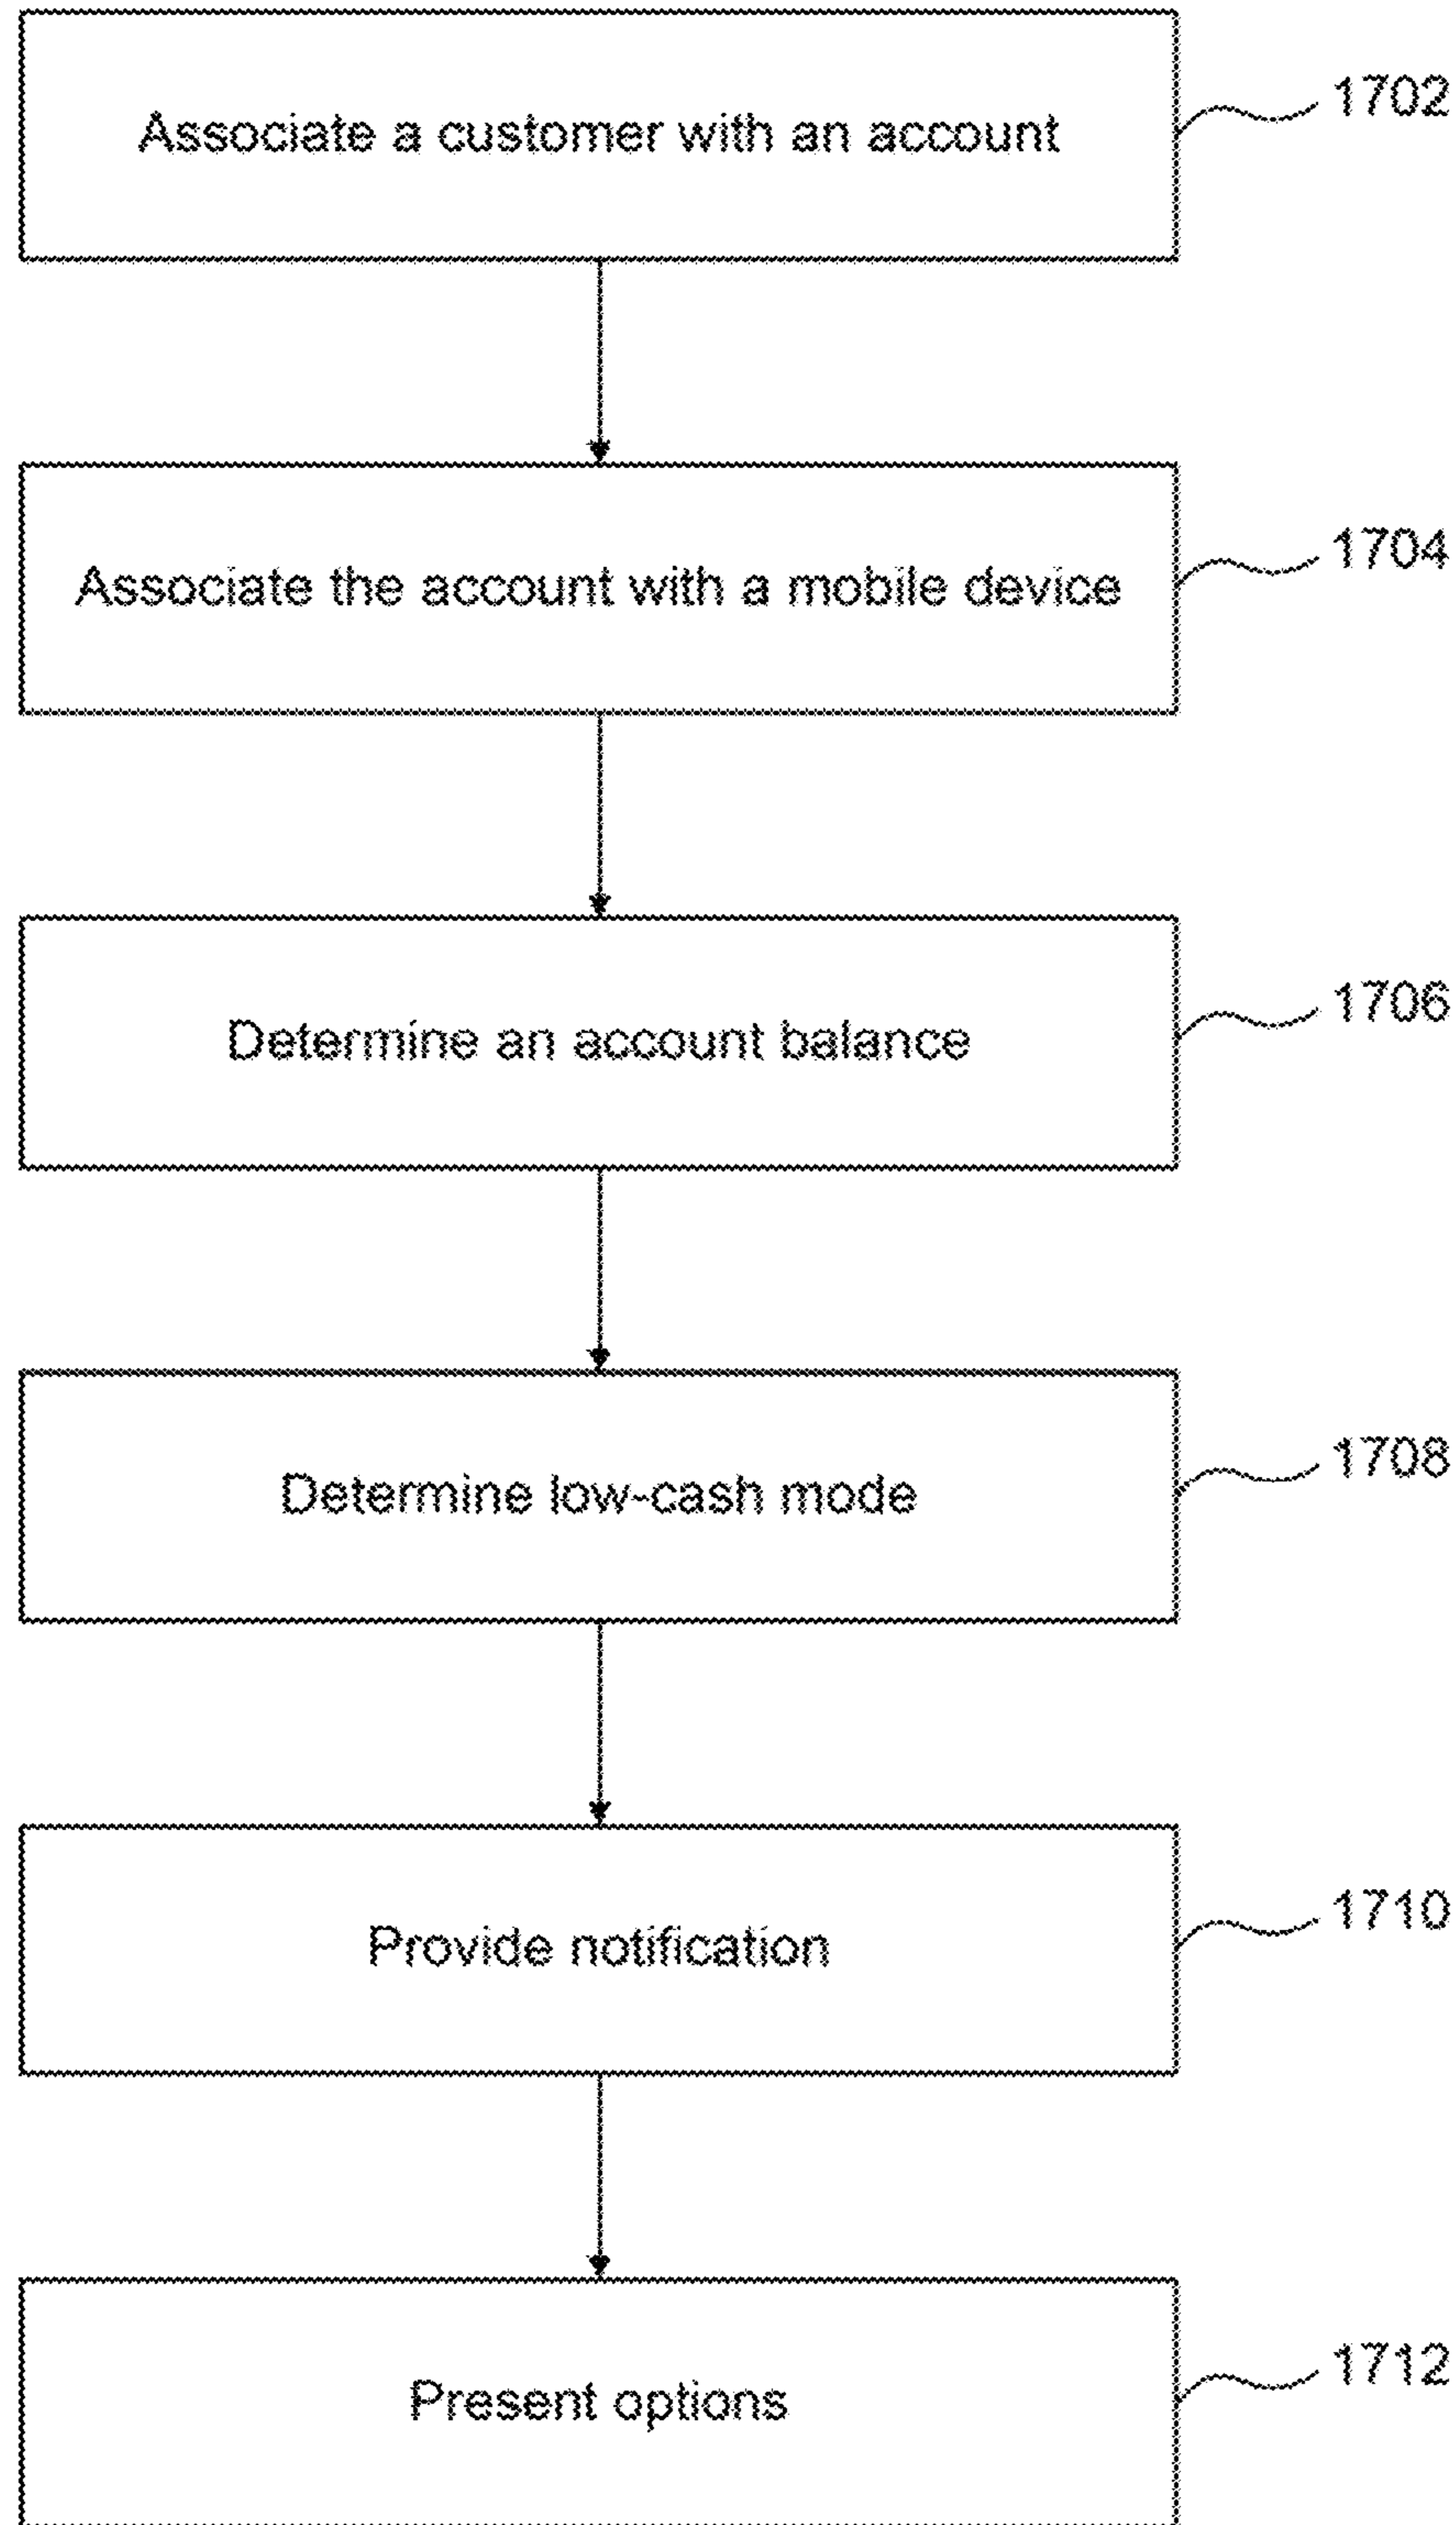 Associate a customer with an account
1702
Associate the account with a mobile device
1704
Determine an account balance
1706
Determine low-cash mode
1708
Provide notification
1710
Present options
1712